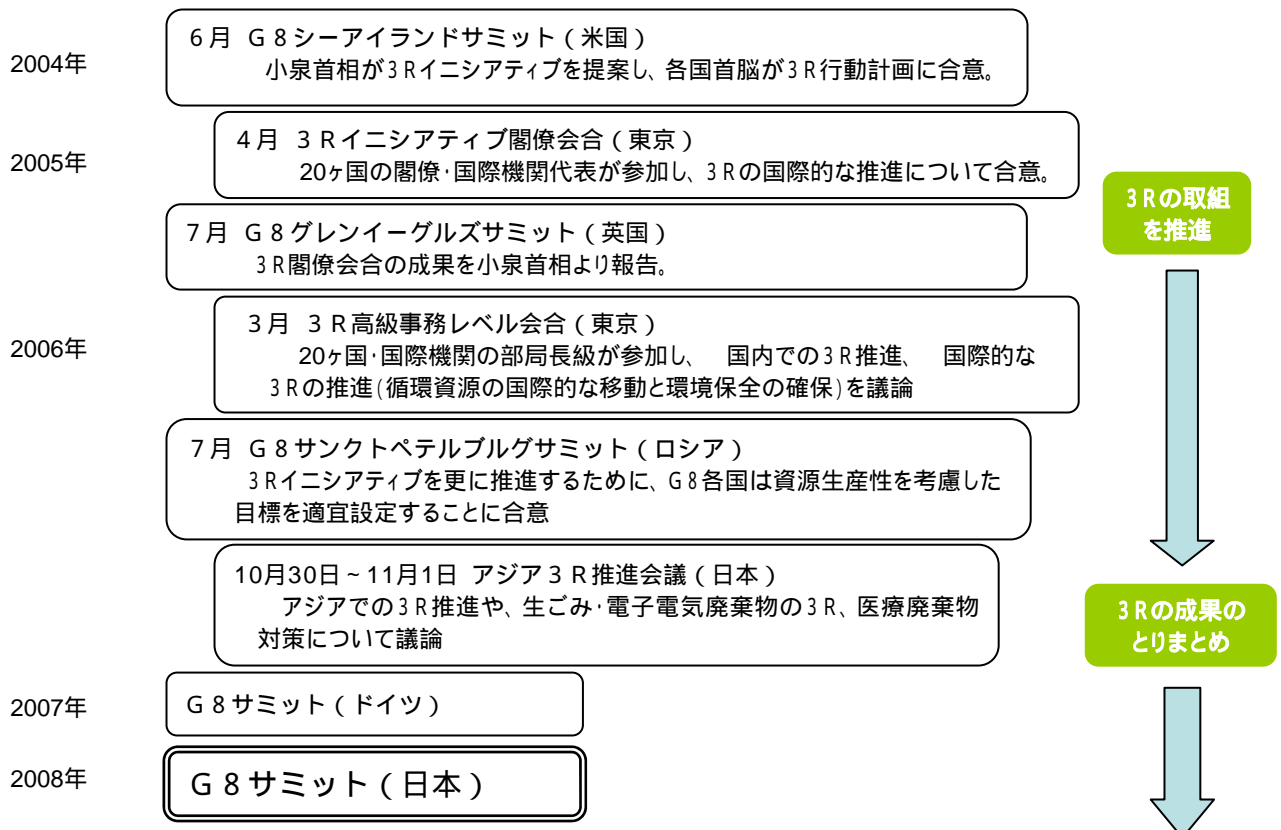 2004年
6月 G8シーアイランドサミット(米国)
小泉首相が3Rイニシアティブを提案し、各国首脳が3R行動計画に合意。
2005年
4月 3Rイニシアティブ閣僚会合(東京)
20ヶ国の閣僚・国際機関代表が参加し、3Rの国際的な推進について合意。
7月 G8グレンイーグルズサミット(英国)
3R閣僚会合の成果を小泉首相より報告。
3Rの取組
を推進
2006年
3月 3R高級事務レベル会合(東京)
20ヶ国・国際機関の部局長級が参加し、 国内での3R推進、 国際的な
3Rの推進(循環資源の国際的な移動と環境保全の確保)を議論
7月 G8サンクトペテルブルグサミット(ロシア)
3Rイニシアティブを更に推進するために、G8各国は資源生産性を考慮した
目標を適宜設定することに合意
10月30日~11月1日 アジア3R推進会議(日本)
アジアでの3R推進や、生ごみ・電子電気廃棄物の3R、医療廃棄物
対策について議論
3Rの成果の
とりまとめ
2007年
G8サミット(ドイツ)
2008年
G8サミット(日本)